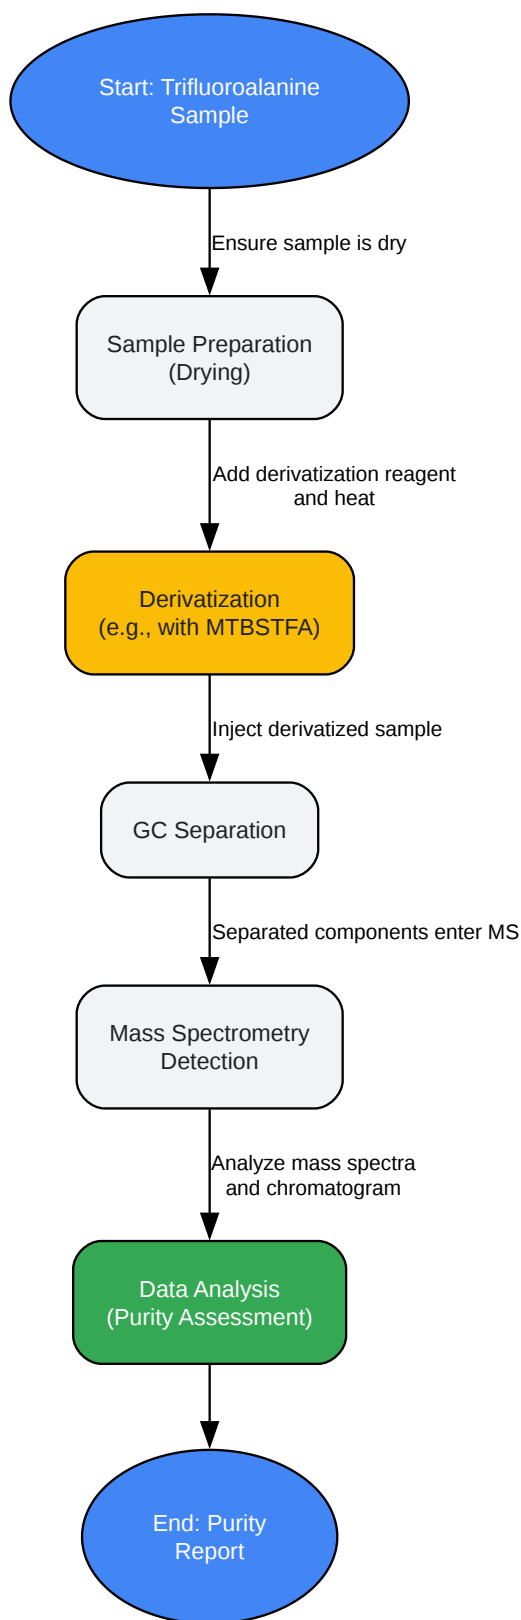 Start: Trifluoroalanine
Sample
Ensure sample is dry
Sample Preparation
(Drying)
Add derivatization reagent
and heat
Derivatization
(e.g., with MTBSTFA)
Inject derivatized sample
GC Separation
Separated components enter MS
Mass Spectrometry
Detection
Analyze mass spectra
and chromatogram
Data Analysis
(Purity Assessment)
End: Purity
Report